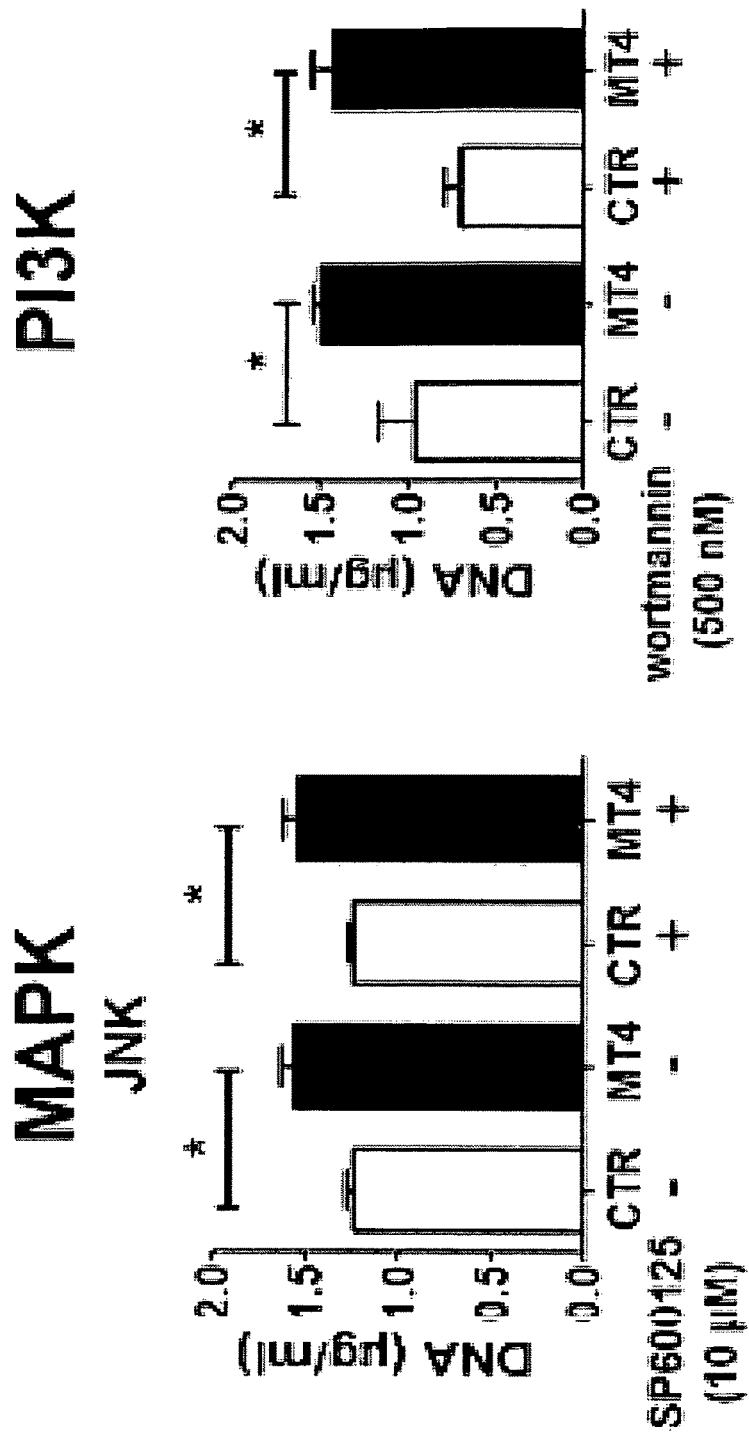 MAPK
JNK
*
*
DNA (µg/ml)
2.0
1.5
1.0
0.5
0.0
CTR MT4 CTR MT4
SP600125 - - + +
(10 µM)
PI3K
*
*
DNA (µg/ml)
2.0
1.5
1.0
0.5
0.0
CTR MT4 CTR MT4
wortmannin - - + +
(500 nM)